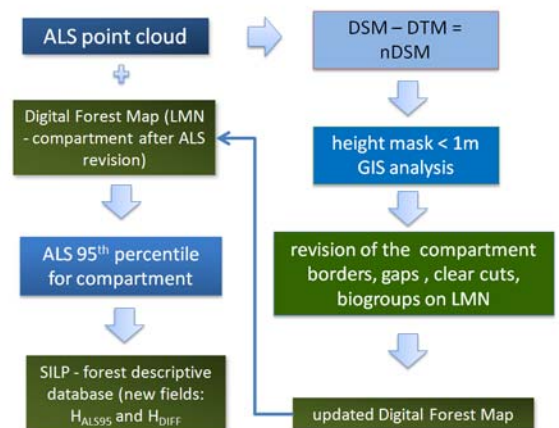 ALS point cloud
DSM – DTM =
nDSM
Digital Forest Map (LMN
- compartment after ALS
revision)
height mask < 1m
GIS analysis
ALS 95th percentile
for compartment
revision of the compartment
borders, gaps , clear cuts,
biogroups on LMN
SILP - forest descriptive
database (new fields:
HALS95 and HDIFF
updated Digital Forest Map